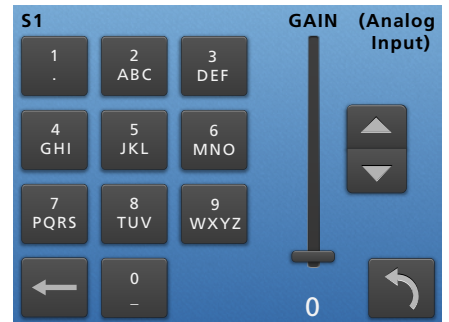 S1
GAIN (Analog
Input)
1
.
2
ABC
3
DEF
4
GHI
5
JKL
6
MNO
7
PQRS
8
TUV
9
WXYZ
0
_
0